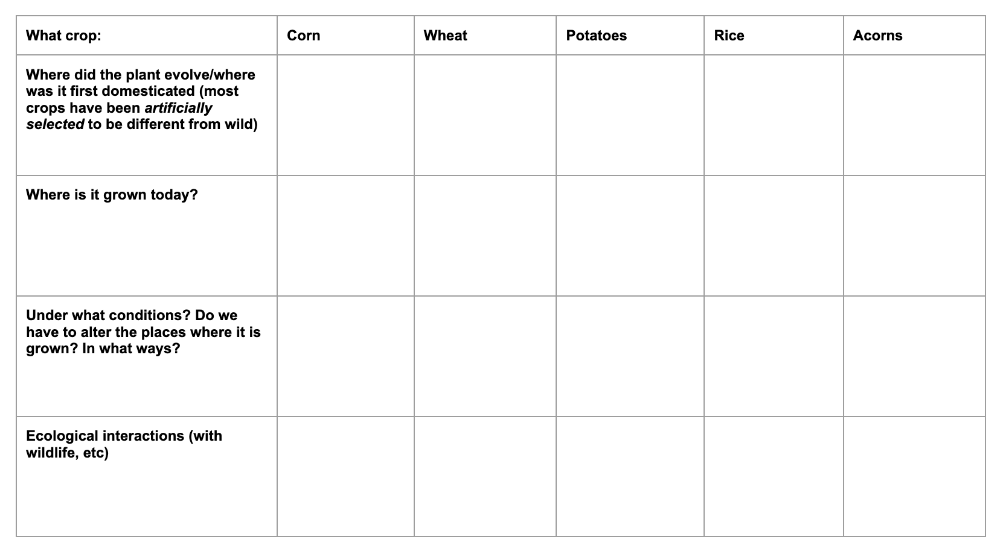 What crop:
Corn
Wheat
Potatoes
Rice
Acorns
Where did the plant evolve/where
was it first domesticated (most
crops have been artificially
selected to be different from wild)
Where is it grown today?
Under what conditions? Do we
have to alter the places where it is
grown? In what ways?
Ecological interactions (with
wildlife, etc)